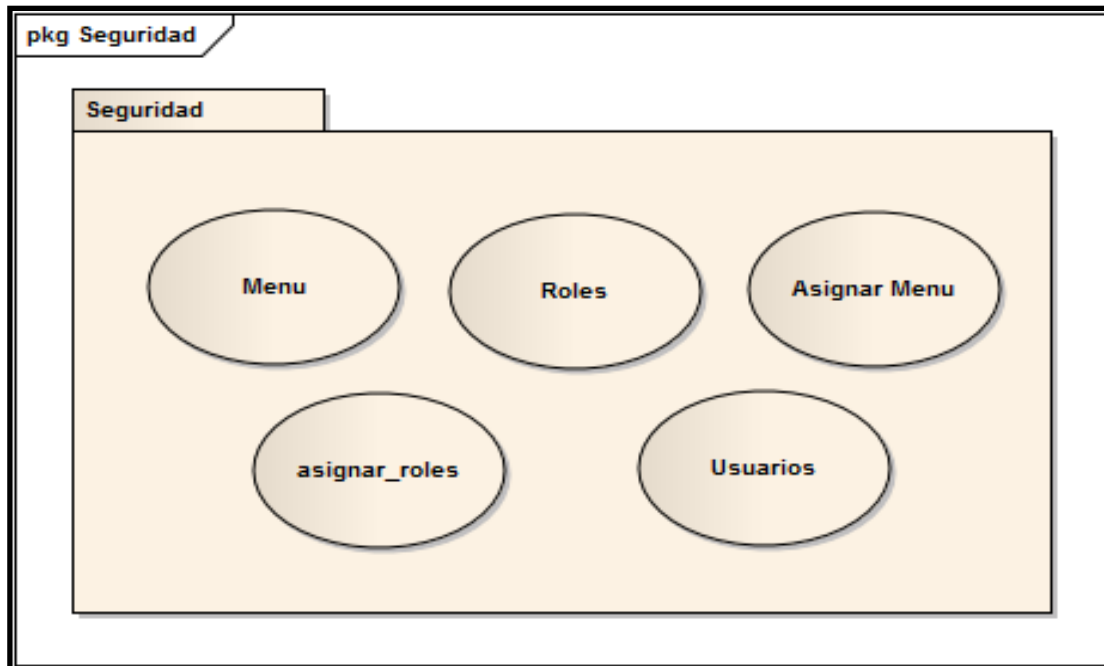 pkg Seguridad
Seguridad
Menu
Roles
Asignar Menu
asignar_roles
Usuarios